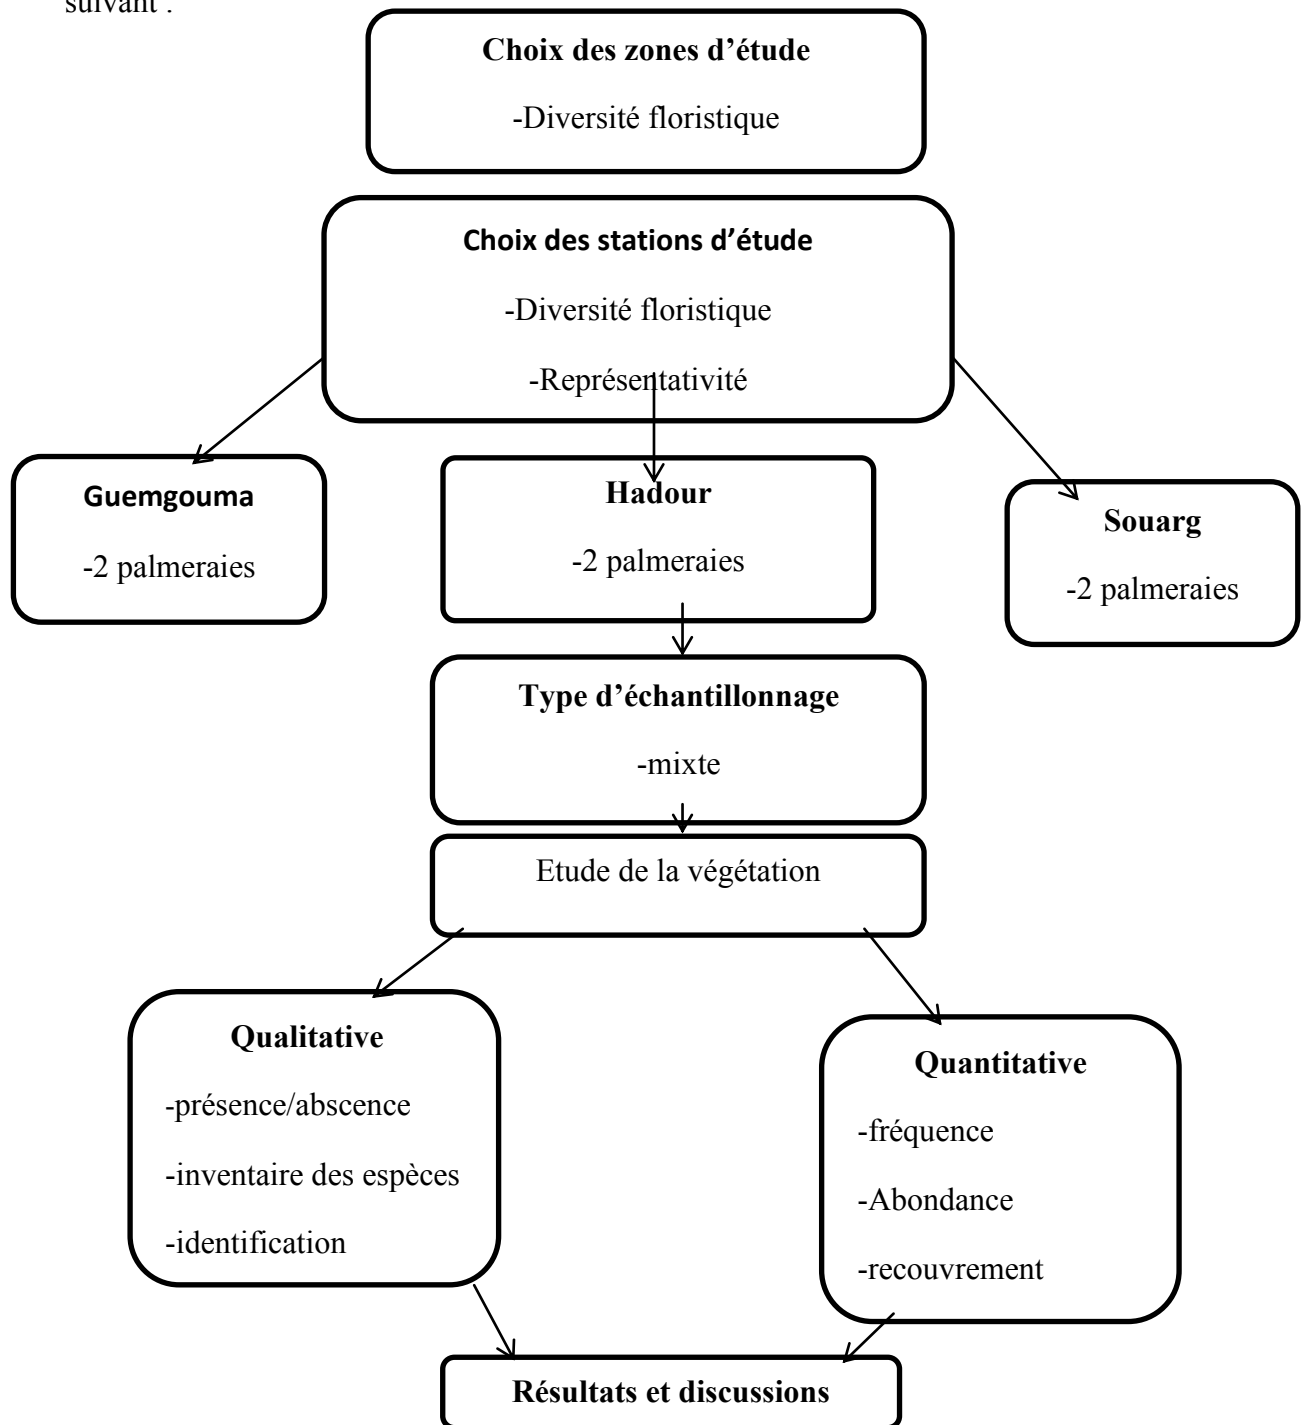 suivant :
Choix des zones d’étude
-Diversité floristique
Choix des stations d’étude
-Diversité floristique
-Représentativité
Guemgouma
-2 palmeraies
Hadour
-2 palmeraies
Souarg
-2 palmeraies
Type d’échantillonnage
-mixte
Etude de la végétation
Qualitative
-présence/abscence
-inventaire des espèces
-identification
Quantitative
-fréquence
-Abondance
-recouvrement
Résultats et discussions